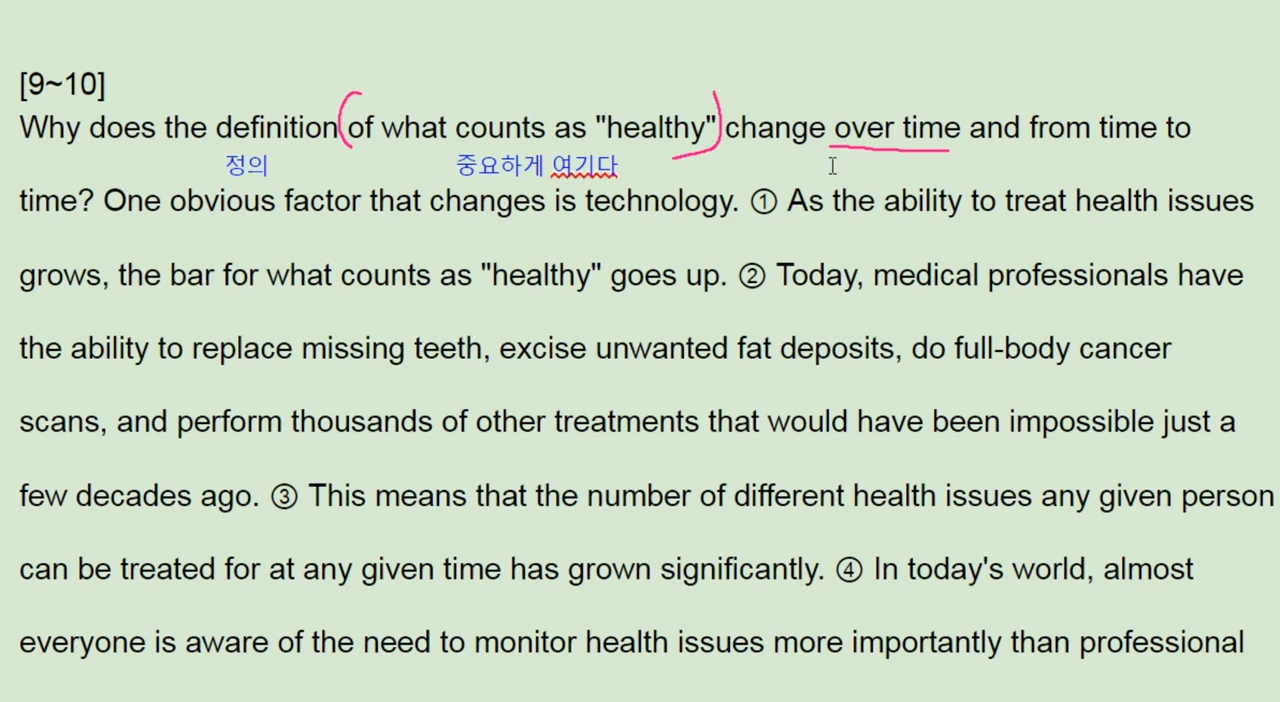 [9~10]
Why does the definition of what counts as "healthy" change over time and from time to
정의 중요하게 여기다
time? One obvious factor that changes is technology. ① As the ability to treat health issues
grows, the bar for what counts as "healthy" goes up. ② Today, medical professionals have
the ability to replace missing teeth, excise unwanted fat deposits, do full-body cancer
scans, and perform thousands of other treatments that would have been impossible just a
few decades ago. ③ This means that the number of different health issues any given person
can be treated for at any given time has grown significantly. ④ In today's world, almost
everyone is aware of the need to monitor health issues more importantly than professional